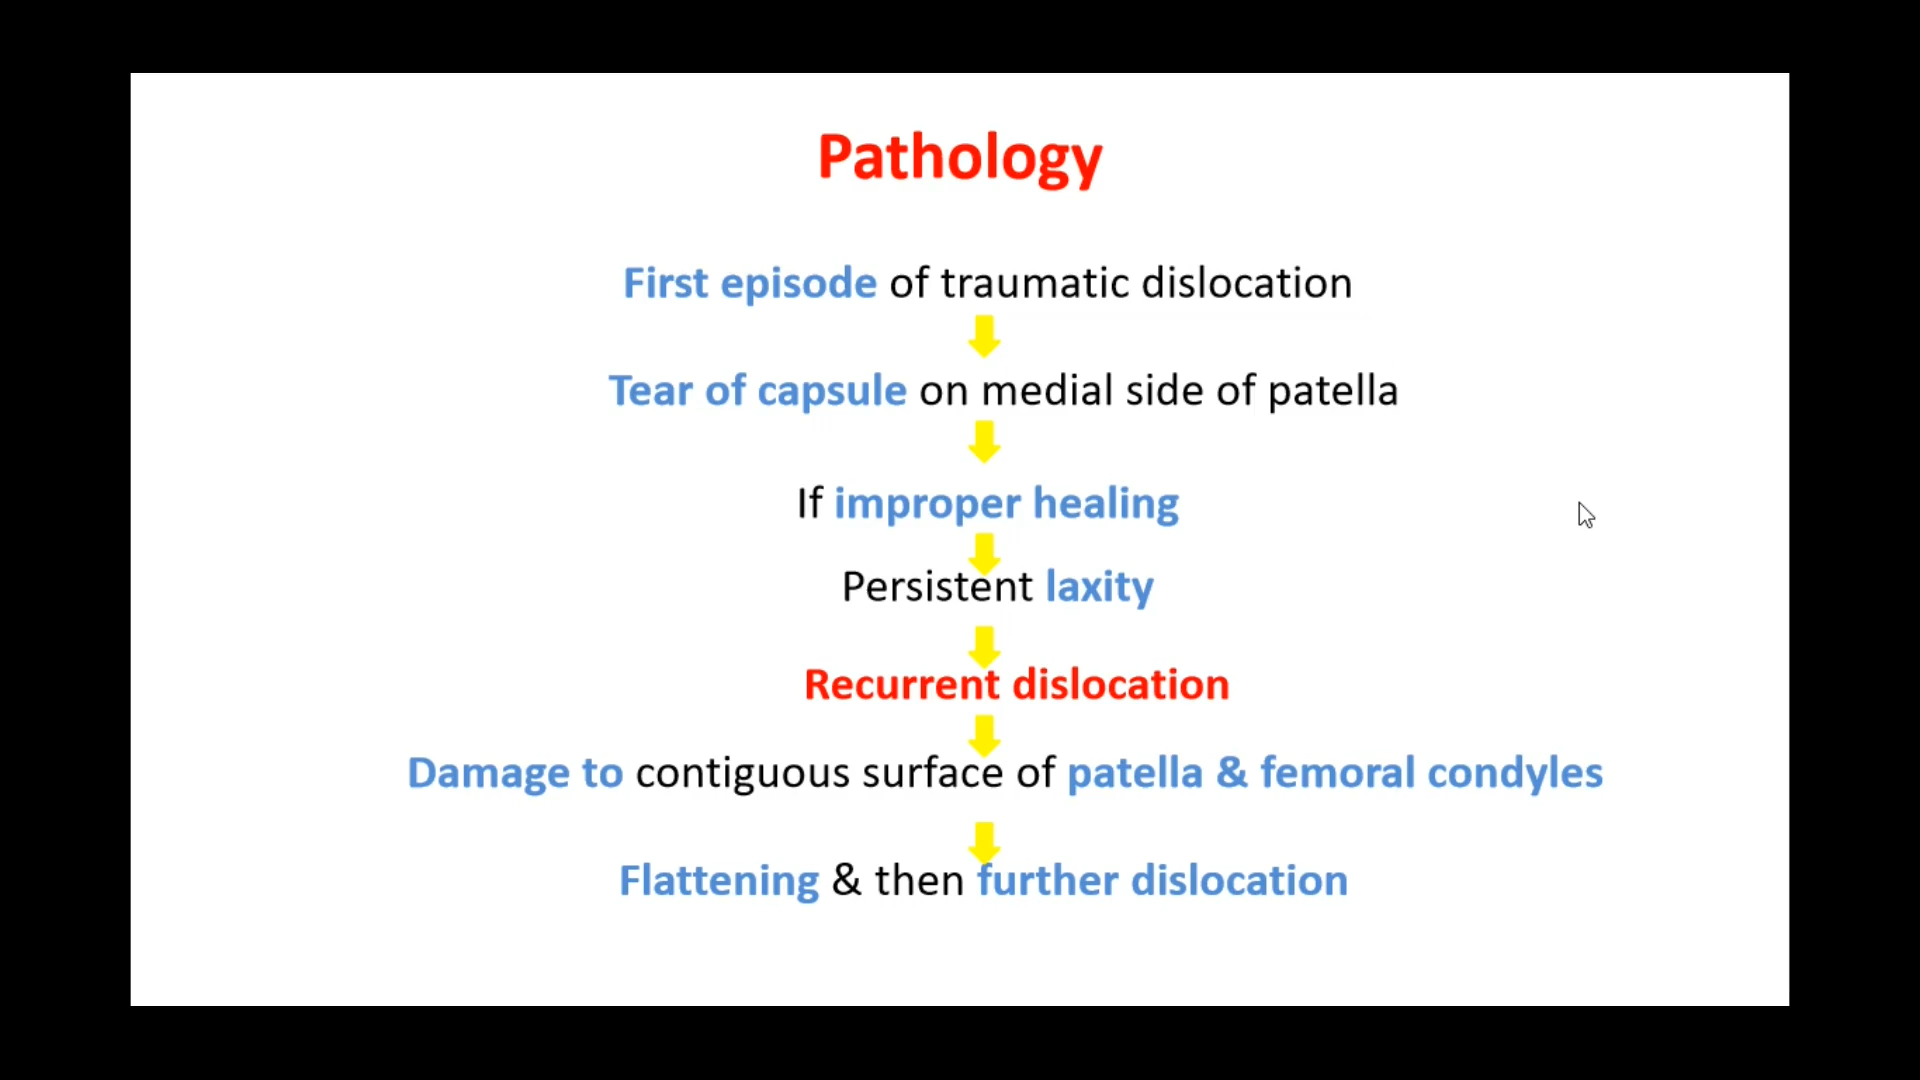 Pathology
First episode of traumatic dislocation
Tear of capsule on medial side of patella
If improper healing
Persistent laxity
Recurrent dislocation
Damage to contiguous surface of patella & femoral condyles
Flattening & then further dislocation